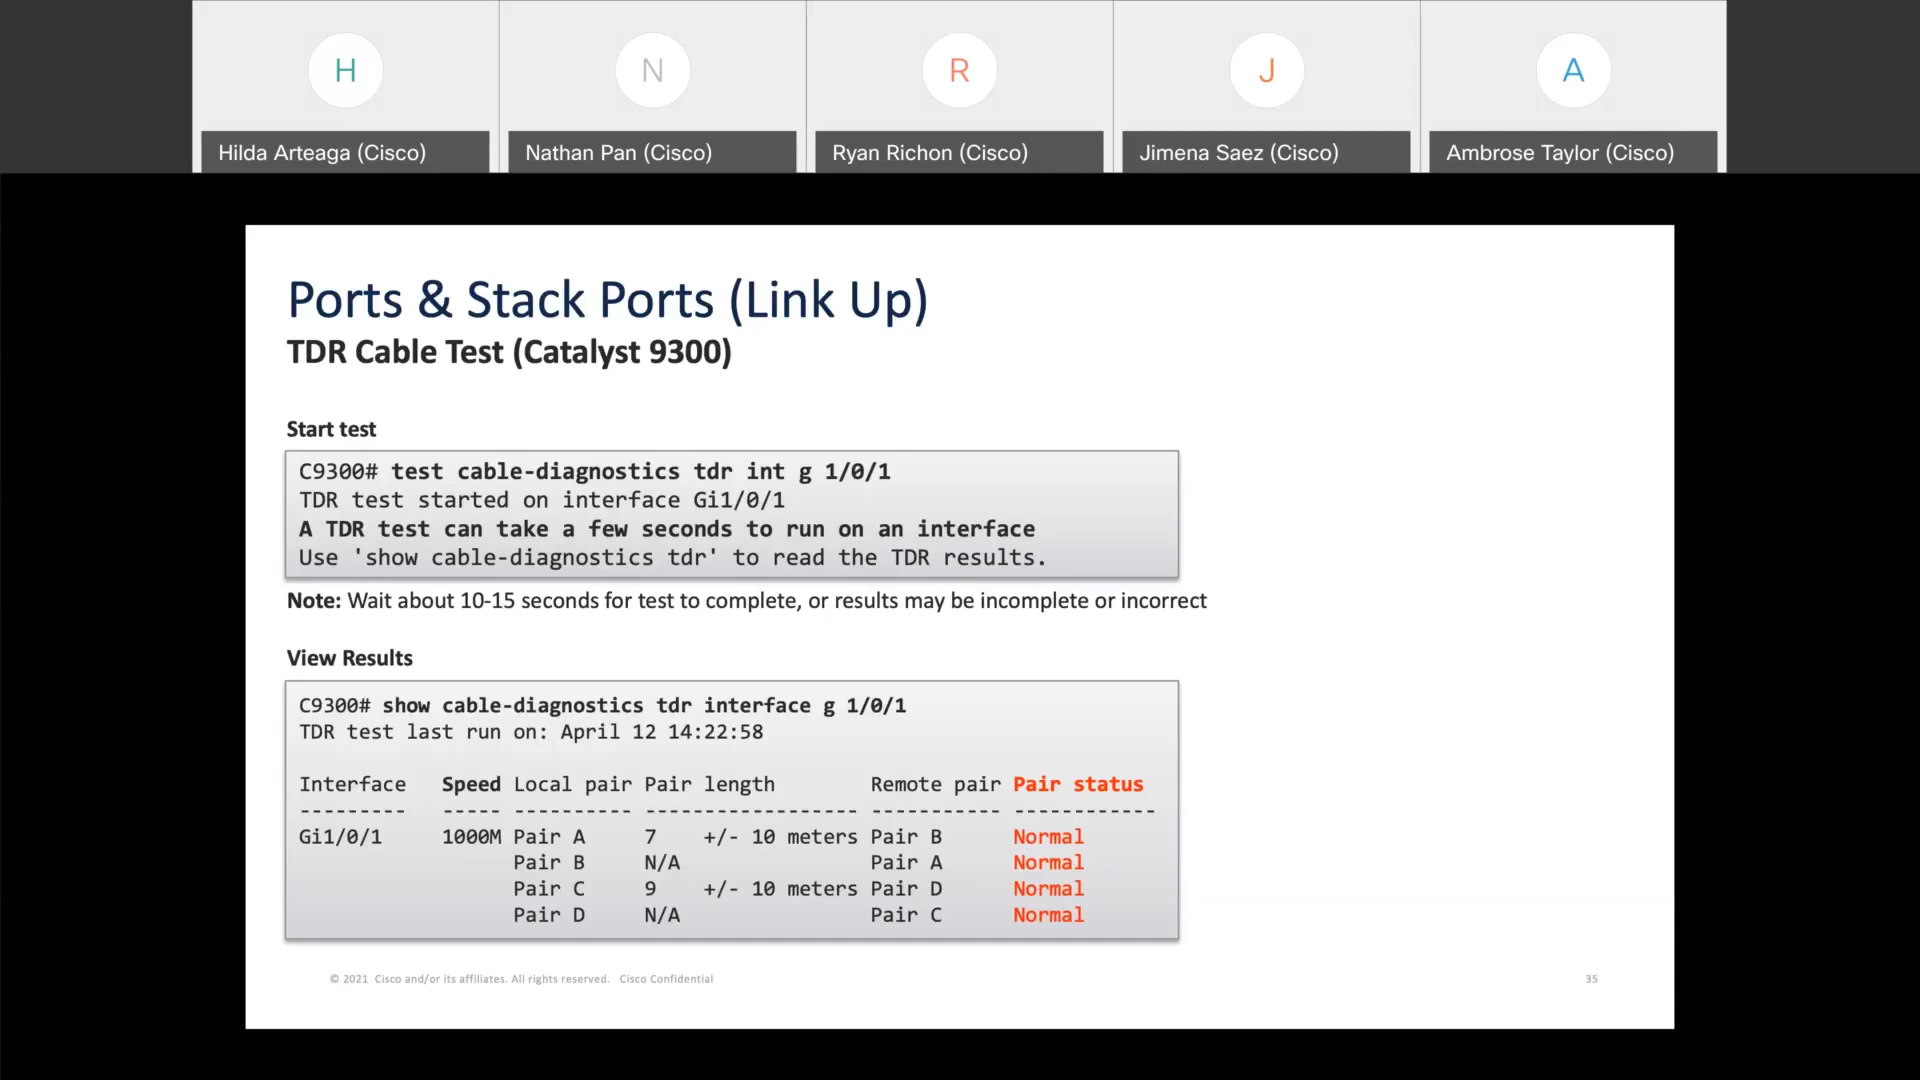 H
N
R
J
A
Hilda Arteaga (Cisco)
Nathan Pan (Cisco)
Ryan Richon (Cisco)
Jimena Saez (Cisco)
Ambrose Taylor (Cisco)
Ports & Stack Ports (Link Up)
TDR Cable Test (Catalyst 9300)
Start test
C9300# test cable-diagnostics tdr int g 1/0/1
TDR test started on interface Gi1/0/1
A TDR test can take a few seconds to run on an interface
Use 'show cable-diagnostics tdr' to read the TDR results.
Note: Wait about 10-15 seconds for test to complete, or results may be incomplete or incorrect
View Results
C9300# show cable-diagnostics tdr interface g 1/0/1
TDR test last run on: April 12 14:22:58
Interface Speed Local pair Pair length Remote pair Pair status
--------- ----- ---------- ------------------ ----------- ------------
Gi1/0/1 1000M Pair A 7 +/- 10 meters Pair B Normal
Pair B N/A Pair A Normal
Pair C 9 +/- 10 meters Pair D Normal
Pair D N/A Pair C Normal
© 2021 Cisco and/or its affiliates. All rights reserved. Cisco Confidential
35